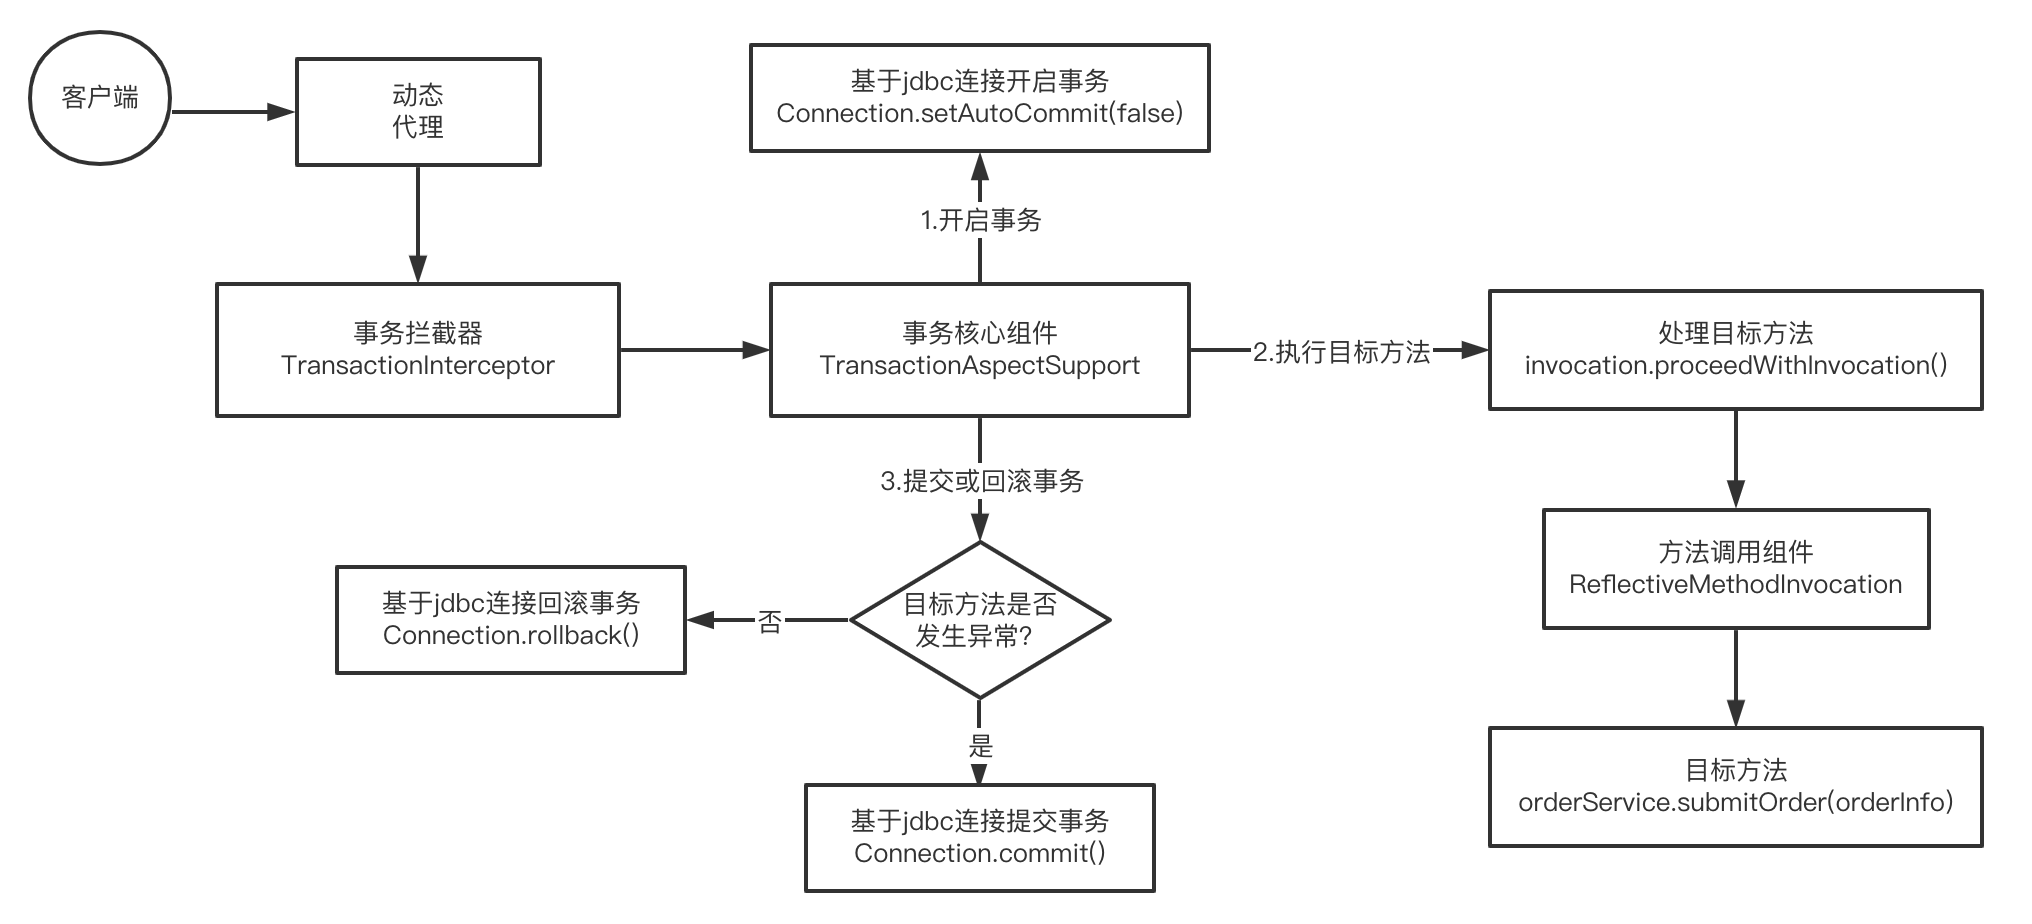 客户端
动态
代理
基于jdbc连接开启事务
Connection.setAutoCommit(false)
1.开启事务
事务拦截器
TransactionInterceptor
事务核心组件
TransactionAspectSupport
2.执行目标方法
处理目标方法
invocation.proceedWithInvocation()
3.提交或回滚事务
方法调用组件
ReflectiveMethodInvocation
基于jdbc连接回滚事务
Connection.rollback()
否
目标方法是否
发生异常?
是
目标方法
orderService.submitOrder(orderInfo)
基于jdbc连接提交事务
Connection.commit()